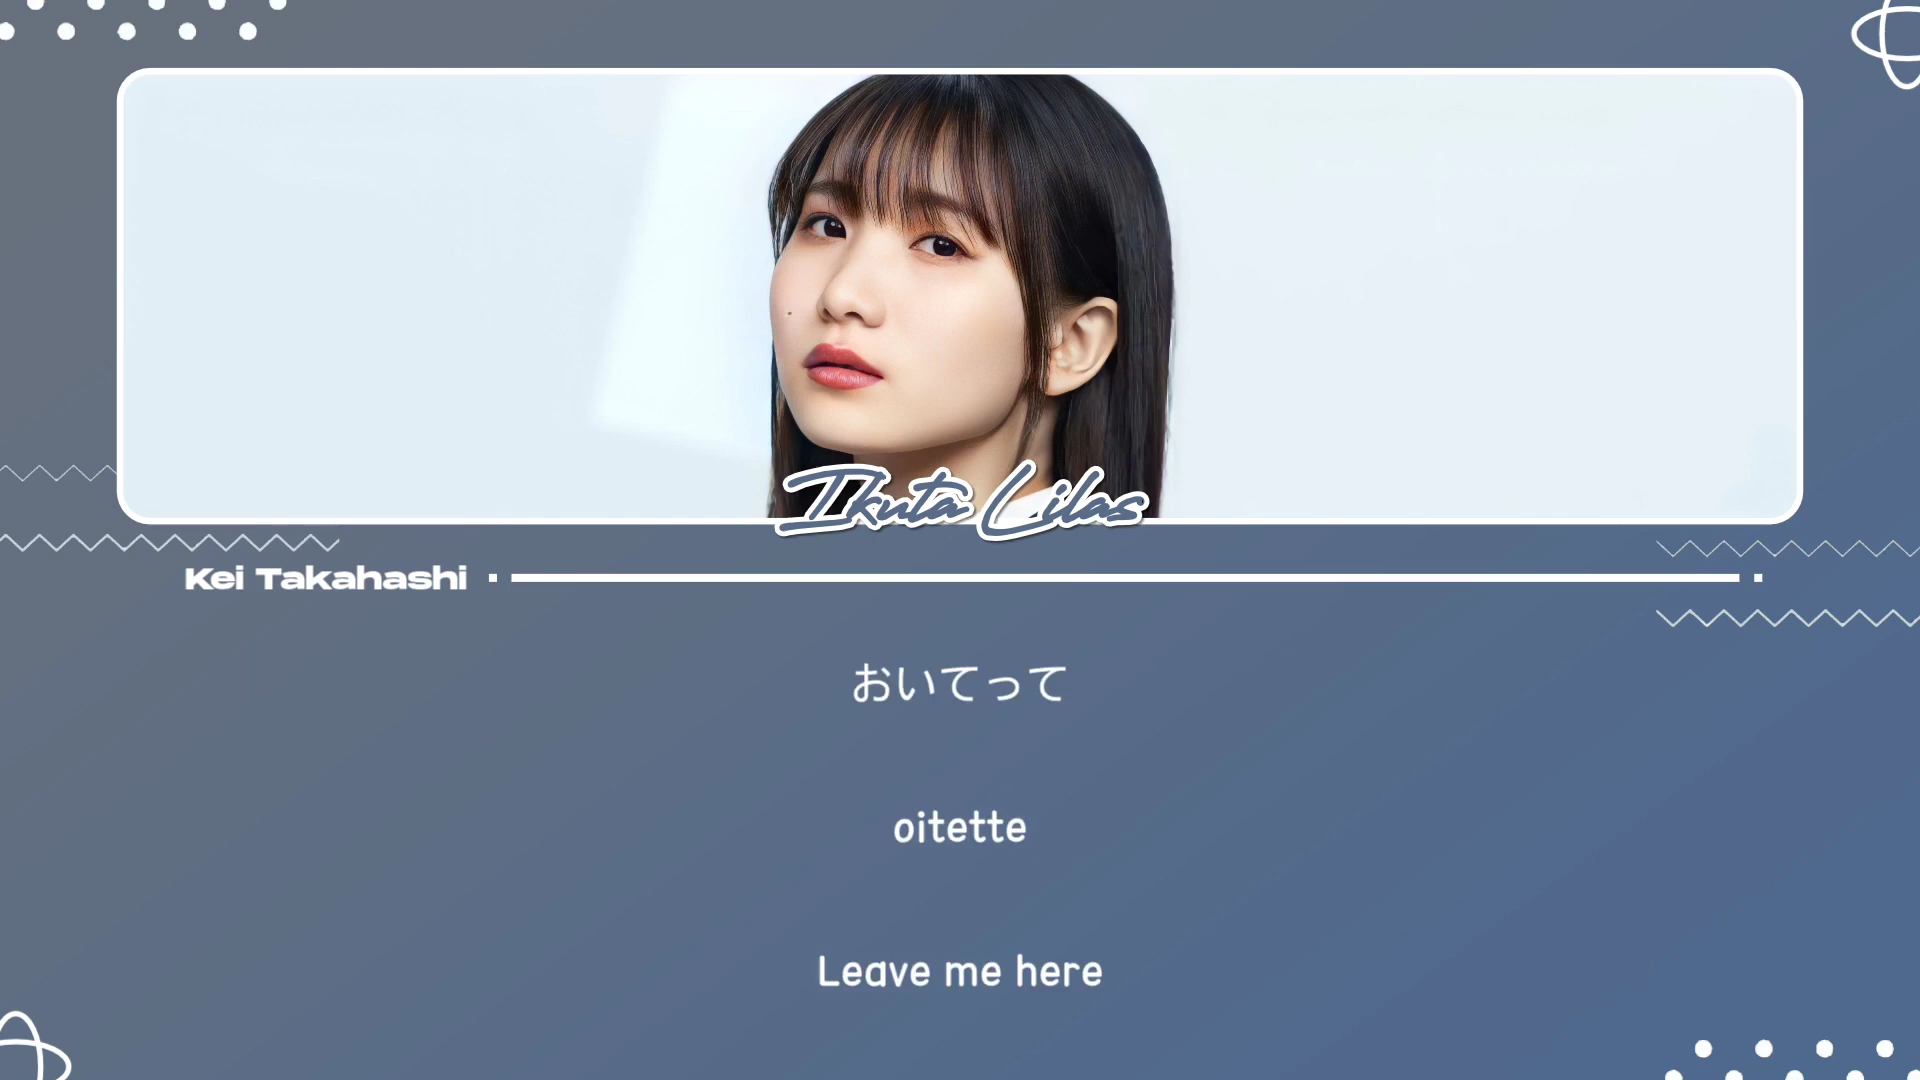 Ikuta Lilas
Kei Takahashi
おいてって
oitette
Leave me here